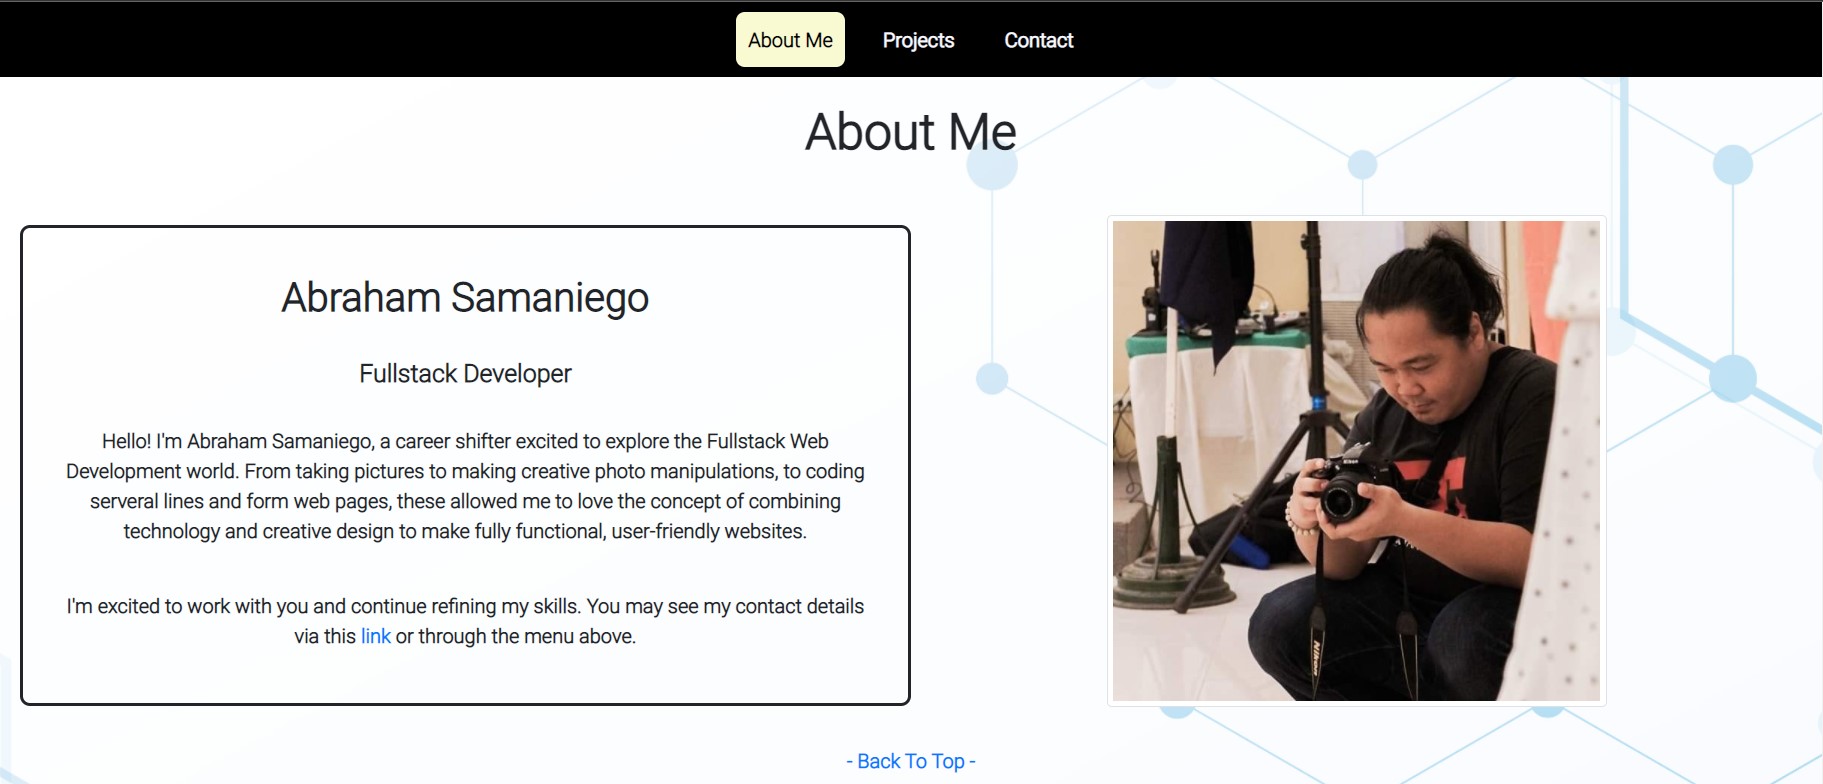 About Me
Projects
Contact
About Me
Abraham Samaniego
Fullstack Developer
Hello! I'm Abraham Samaniego, a career shifter excited to explore the Fullstack Web
Development world. From taking pictures to making creative photo manipulations, to coding
serveral lines and form web pages, these allowed me to love the concept of combining
technology and creative design to make fully functional, user-friendly websites.
I'm excited to work with you and continue refining my skills. You may see my contact details
via this link or through the menu above.
Nikon
Nikon
- Back To Top -